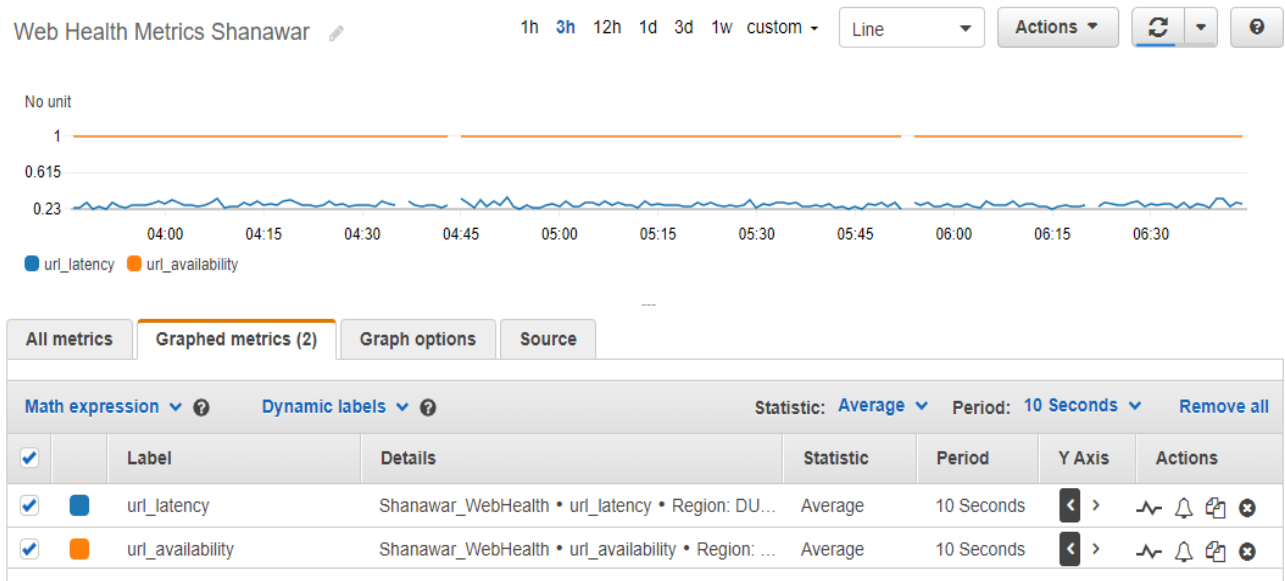 Web Health Metrics Shanawar 1h 3h 12h 1d 3d 1w custom Line Actions
No unit
1
0.615
0.23
04:00 04:15 04:30 04:45 05:00 05:15 05:30 05:45 06:00 06:15 06:30
url_latency url_availability
All metrics Graphed metrics (2) Graph options Source
Math expression Dynamic labels Statistic: Average Period: 10 Seconds Remove all
Label Details Statistic Period Y Axis Actions
url_latency Shanawar_WebHealth • url_latency • Region: DU... Average 10 Seconds
url_availability Shanawar_WebHealth • url_availability • Region: ... Average 10 Seconds